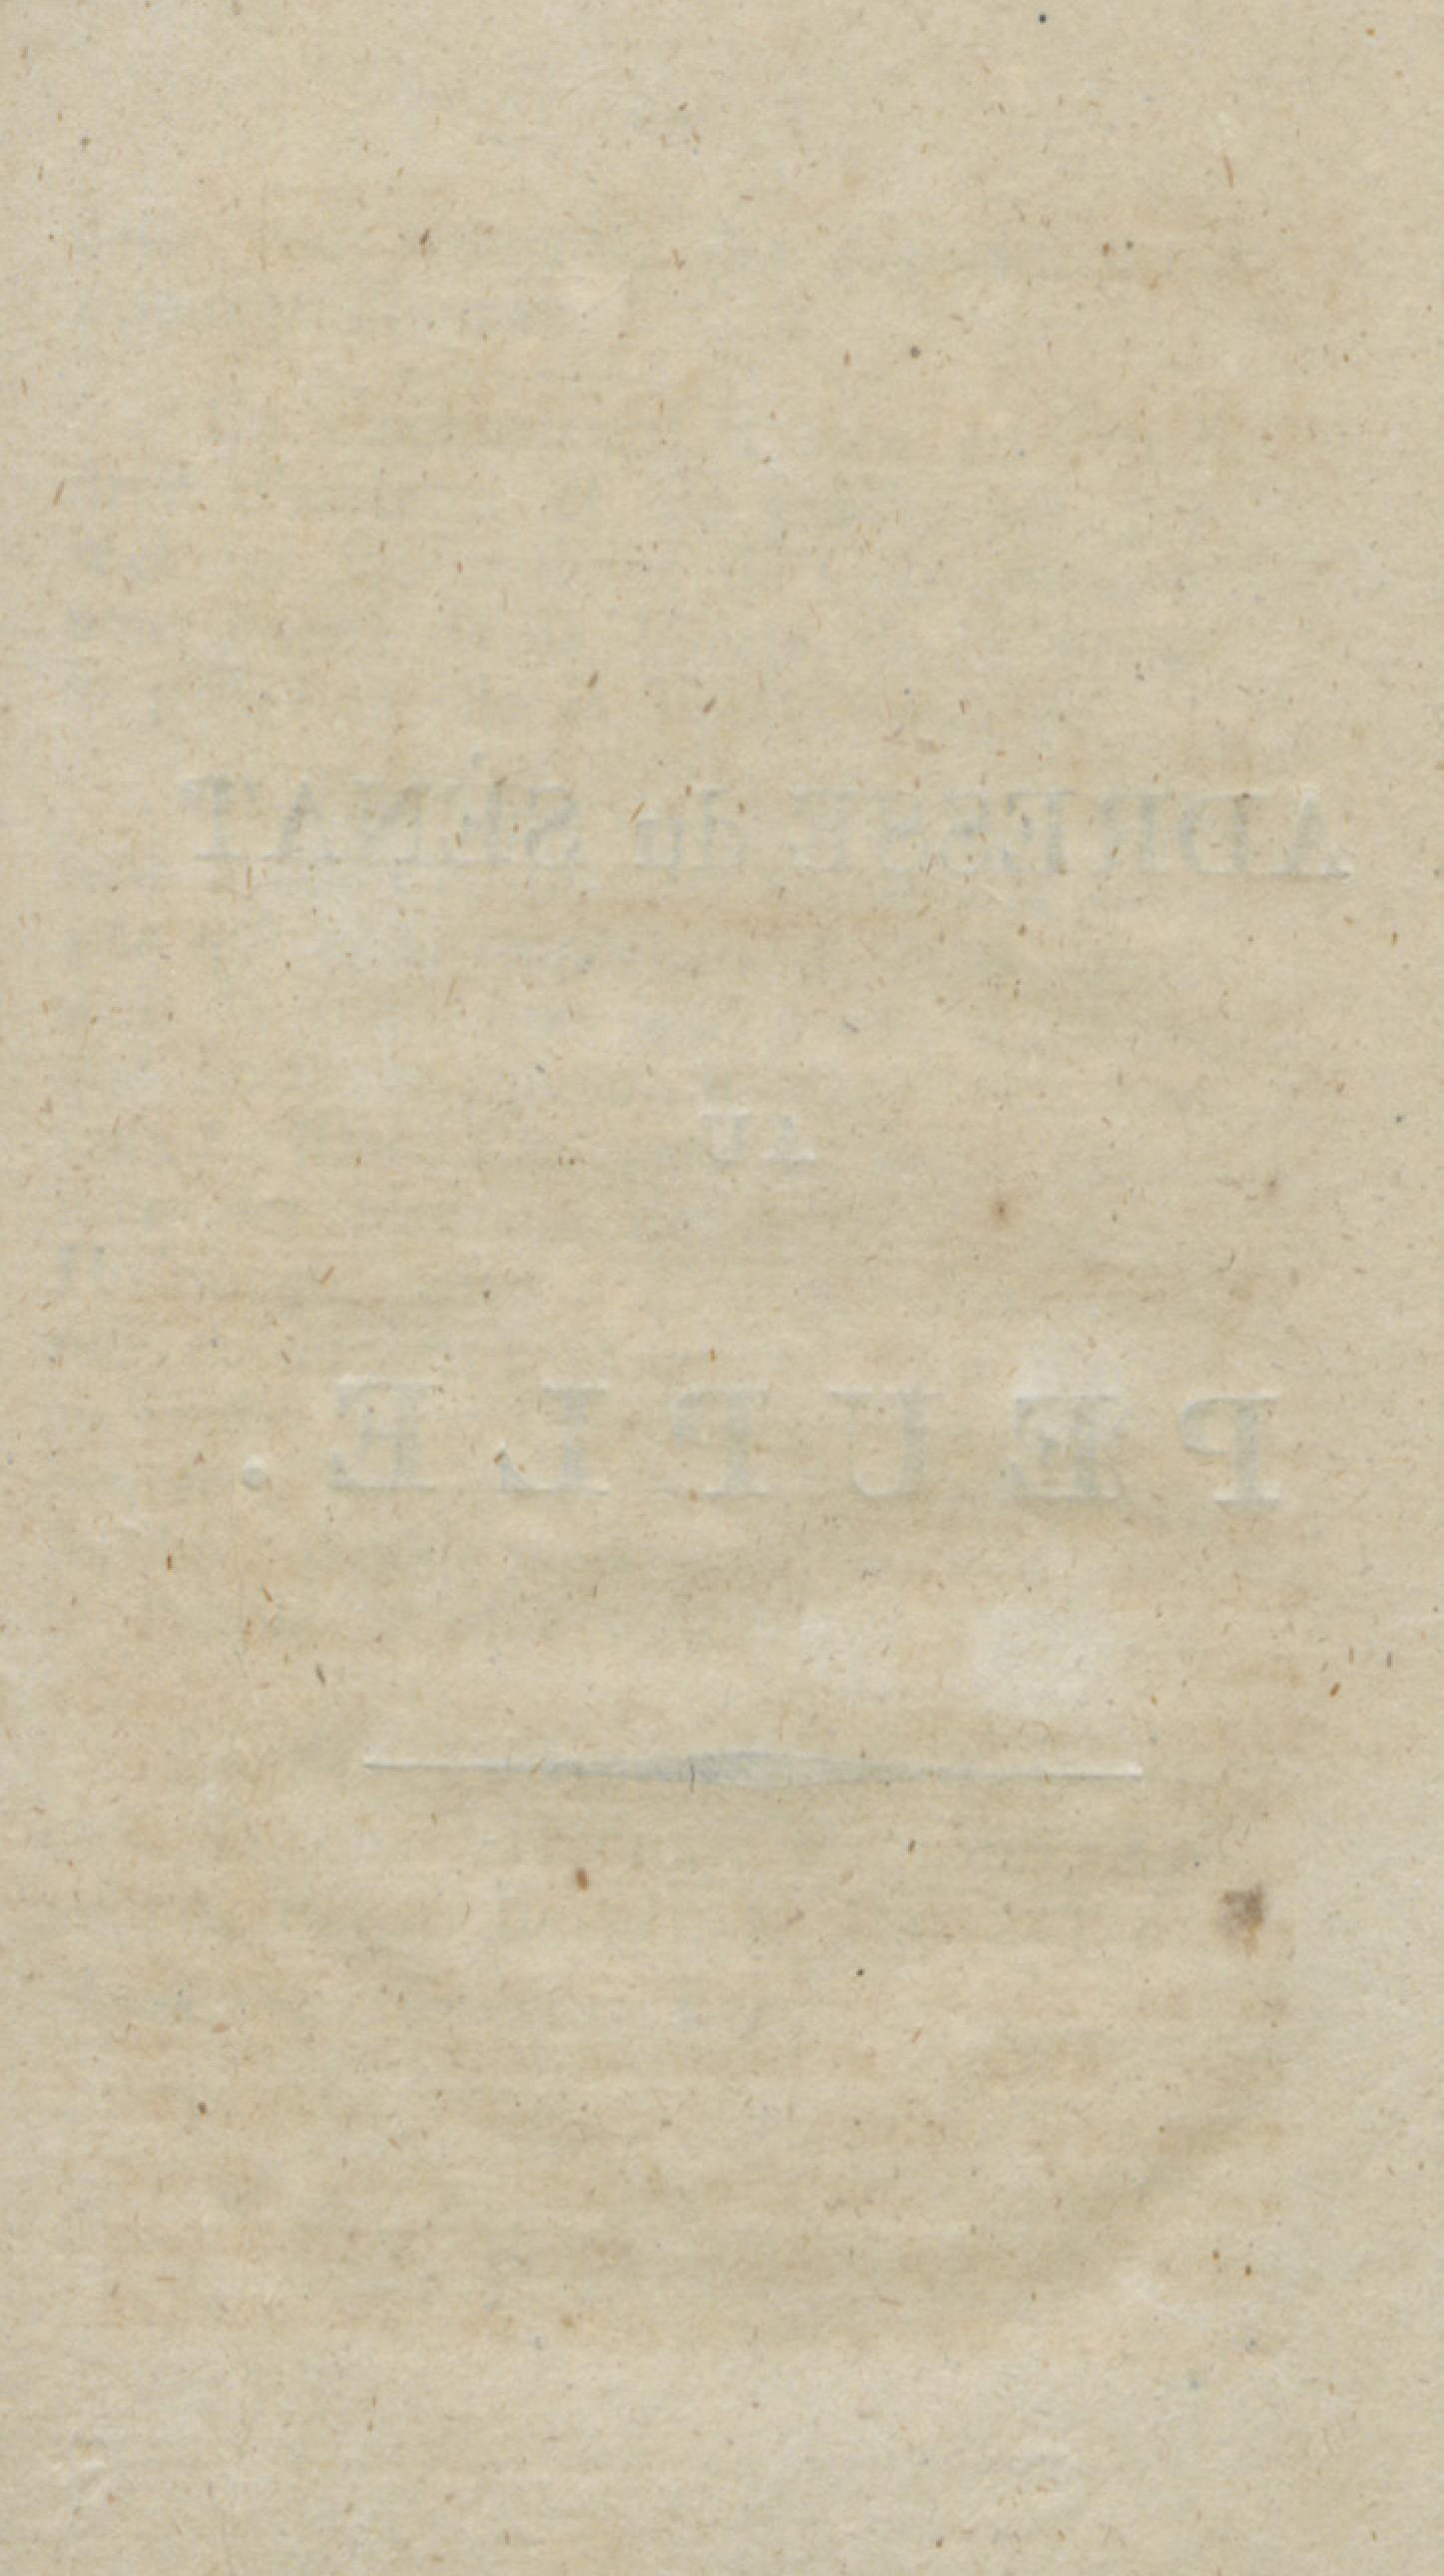 ADRESSE du SÉNAT
AU
PEUPLE.